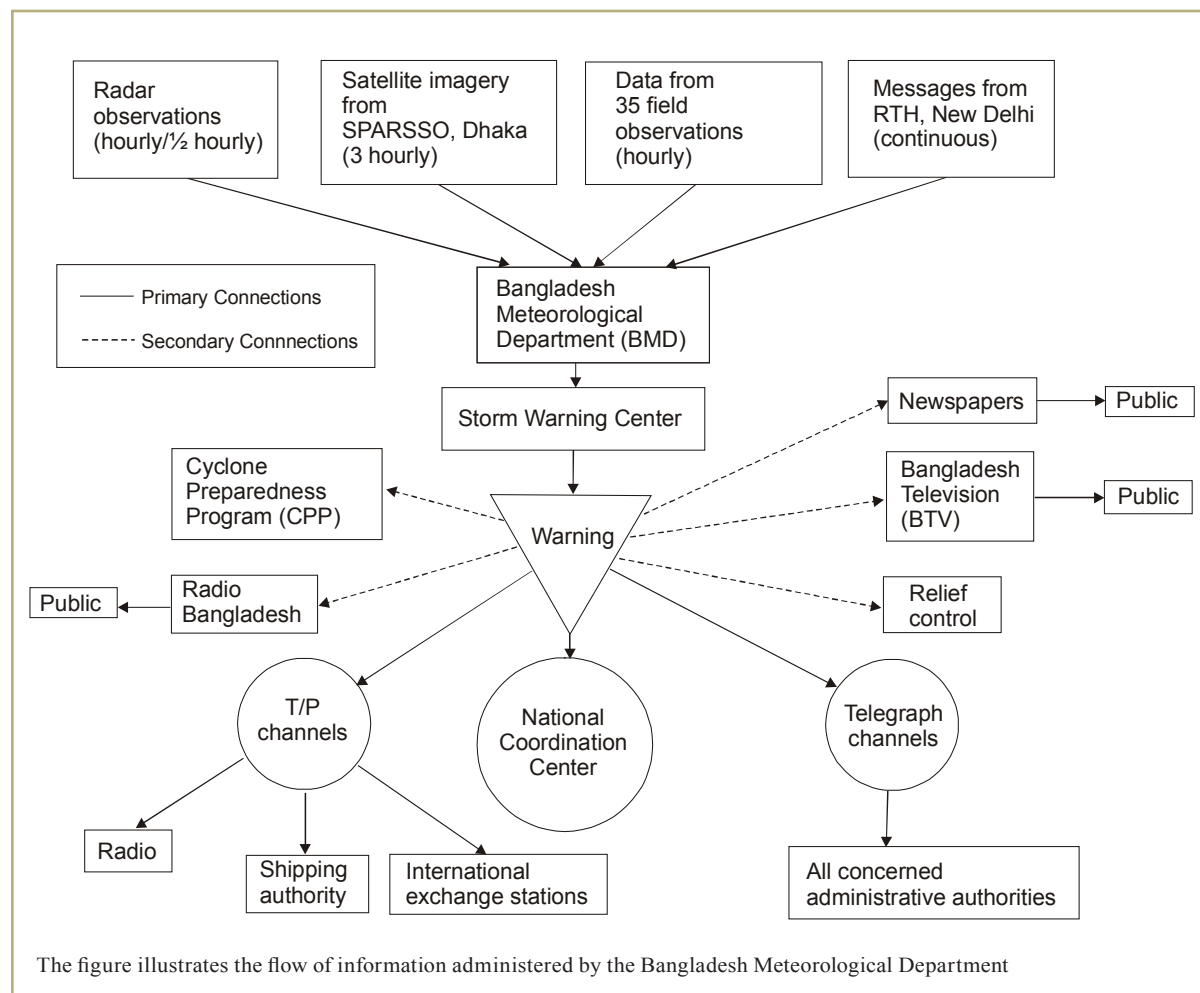 Radar
observations
(hourly/½ hourly)
Satellite imagery
from
SPARSSO, Dhaka
(3 hourly)
Data from
35 field
observations
(hourly)
Messages from
RTH, New Delhi
(continuous)
Primary Connections
Secondary Connnections
Bangladesh
Meteorological
Department (BMD)
Storm Warning Center
Newspapers
Public
Cyclone
Preparedness
Program (CPP)
Warning
Bangladesh
Television
(BTV)
Public
Public
Radio
Bangladesh
Relief
control
T/P
channels
National
Coordination
Center
Telegraph
channels
Radio
Shipping
authority
International
exchange stations
All concerned
administrative authorities
The figure illustrates the flow of information administered by the Bangladesh Meteorological Department